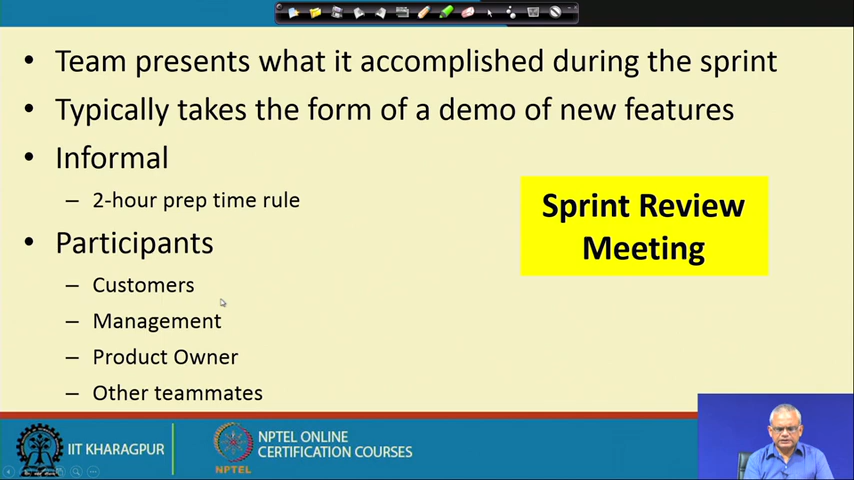 • Team presents what it accomplished during the sprint
• Typically takes the form of a demo of new features
• Informal
– 2-hour prep time rule
• Participants
– Customers
– Management
– Product Owner
– Other teammates
Sprint Review
Meeting
IIT KHARAGPUR
NPTEL
NPTEL ONLINE
CERTIFICATION COURSES